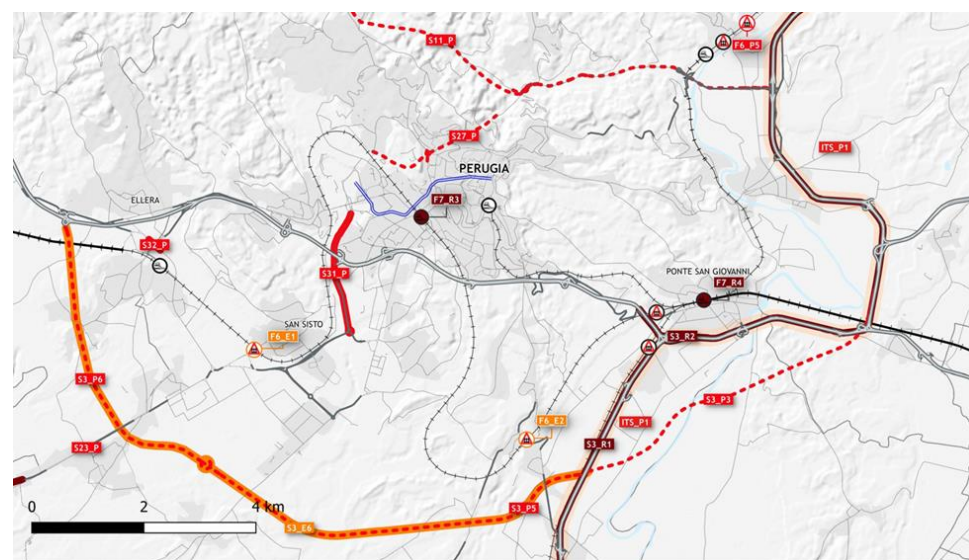 S11_P
F6_P5
S27_P
ITS_P1
PERUGIA
ELLERA
F7_R3
S32_P
S31_P
PONTE SAN GIOVANNI
F7_R4
SAN SISTO
F6_E1
S3_R2
S3_P6
S3_P3
F6_E2
ITS_P1
S23_P
S3_R1
0 2 4 km
S3_P5
S3_E6